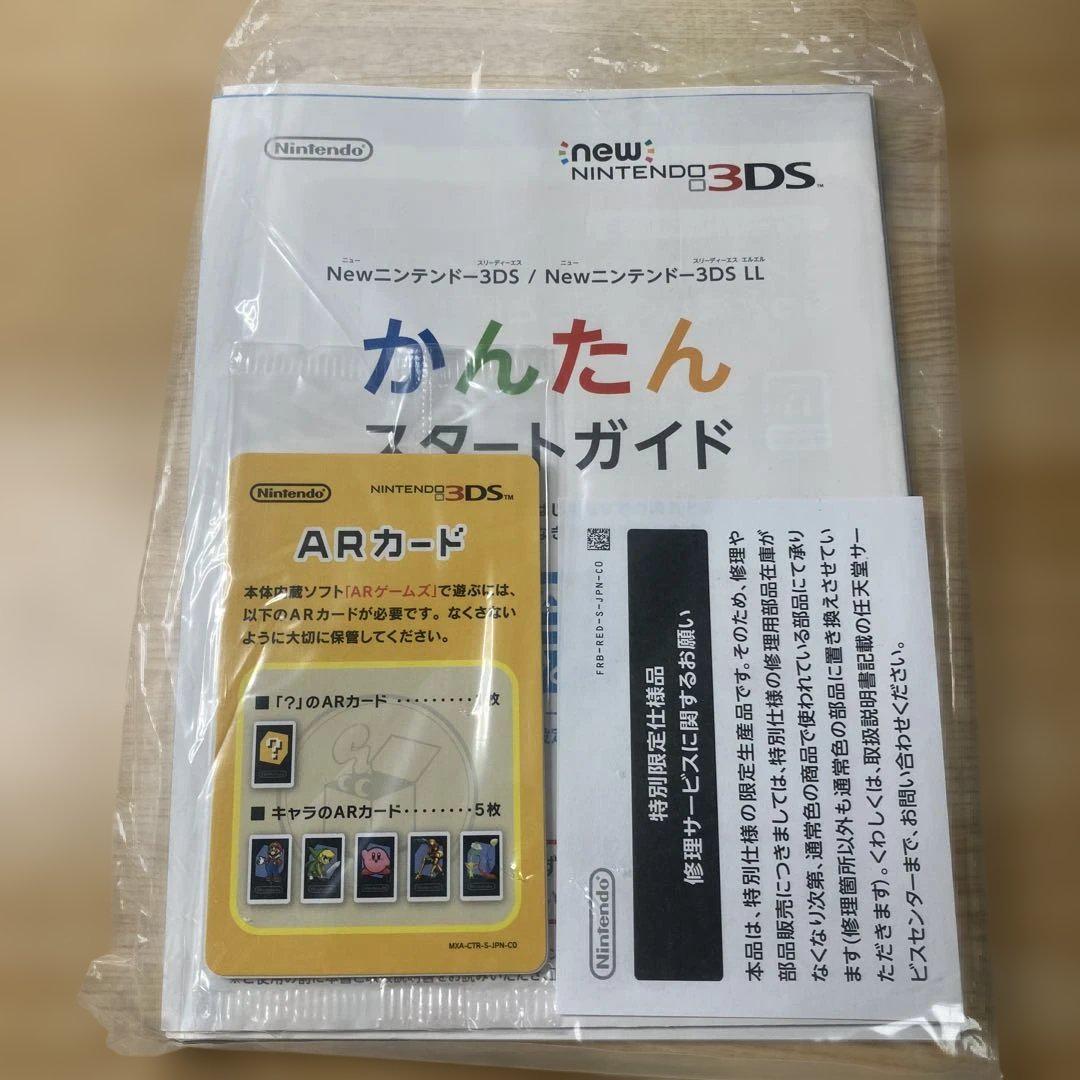 Nintendo
new
NINTENDO 3DS™
ニュー スリーディーエス ニュー スリーディーエス エルエル
Newニンテンドー3DS / Newニンテンドー3DS LL
かんたん
スタートガイド
Nintendo
NINTENDO 3DS™
ARカード
本体内蔵ソフト「ARゲームズ」で遊ぶには、
以下のARカードが必要です。なくさない
ように大切に保管してください。
■「?」のARカード ········· 1枚
■ キャラのARカード ········ 5枚
MXA-CTR-S-JPN-C0
FRB-RED-S-JPN-C0
特別限定仕様品
修理サービスに関するお願い
本品は、特別仕様の限定生産品です。そのため、修理や
部品販売につきましては、特別仕様の修理用部品在庫が
なくなり次第、通常色の商品で使われている部品にて承り
ます(修理箇所以外も通常色の部品に置き換えさせてい
ただきます)。くわしくは、取扱説明書記載の任天堂サー
ビスセンターまで、お問い合わせください。
Nintendo